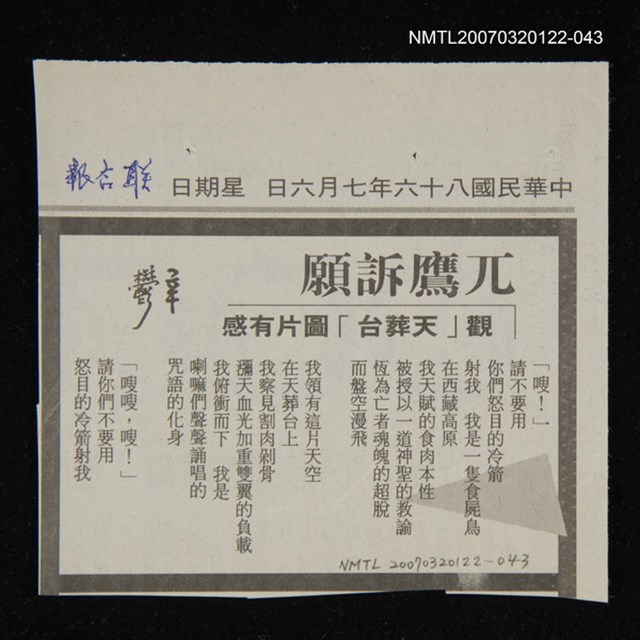 NMTL20070320122-043
聯合報
中華民國八十六年七月六日 星期日
兀鷹訴願
觀「天葬台」圖片有感
辛鬱
「嗖！」
請不要用
你們怒目的冷箭
射我 我是一隻食屍鳥
在西藏高原
我天賦的食肉本性
被授以一道神聖的教諭
恆為亡者魂魄的超脫
而盤空漫飛
我領有這片天空
在天葬台上
我察見割肉剁骨
瀰天血光加重雙翼的負載
我俯衝而下 我是
喇嘛們聲聲誦唱的
咒語的化身
「嗖嗖，嗖！」
請你們不要用
怒目的冷箭射我
NMTL 20070320122-043